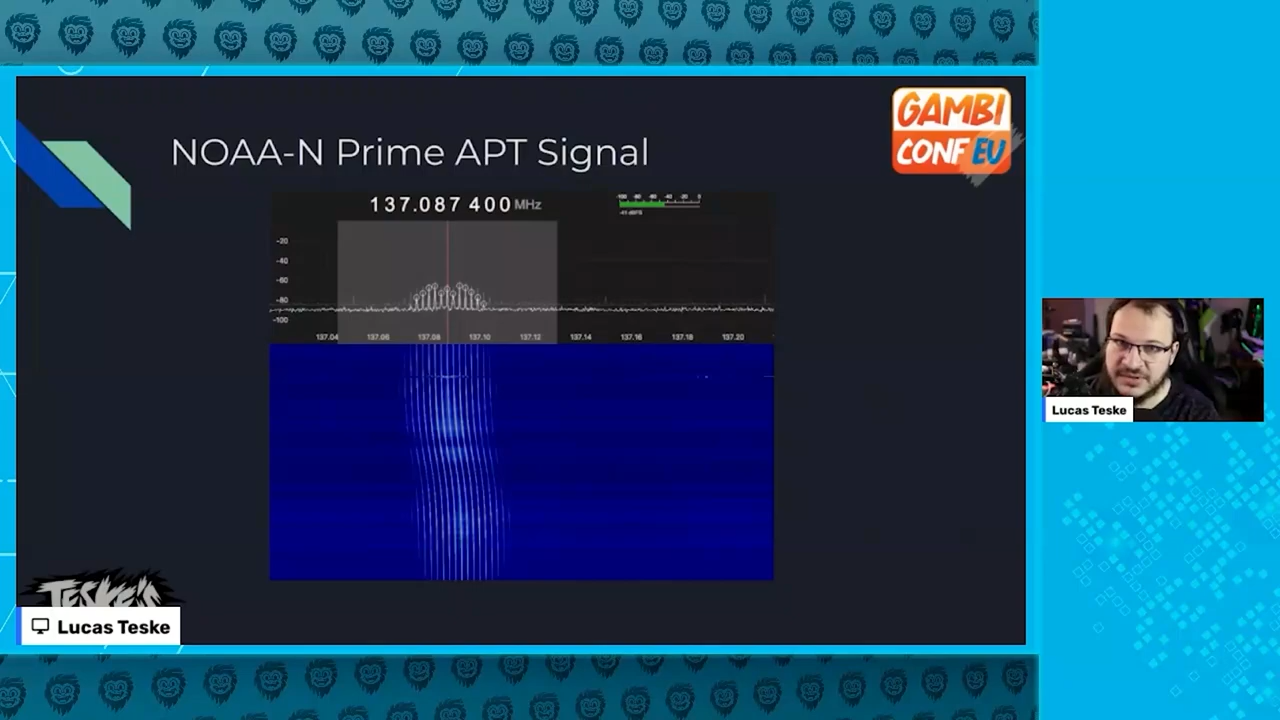 GAMBI
CONF EU
NOAA-N Prime APT Signal
137.087 400 MHz
-20
-40
-60
-80
-100
137.04 137.06 137.08 137.10 137.12 137.14 137.16 137.18 137.20
TESKE'S
Lucas Teske
Lucas Teske